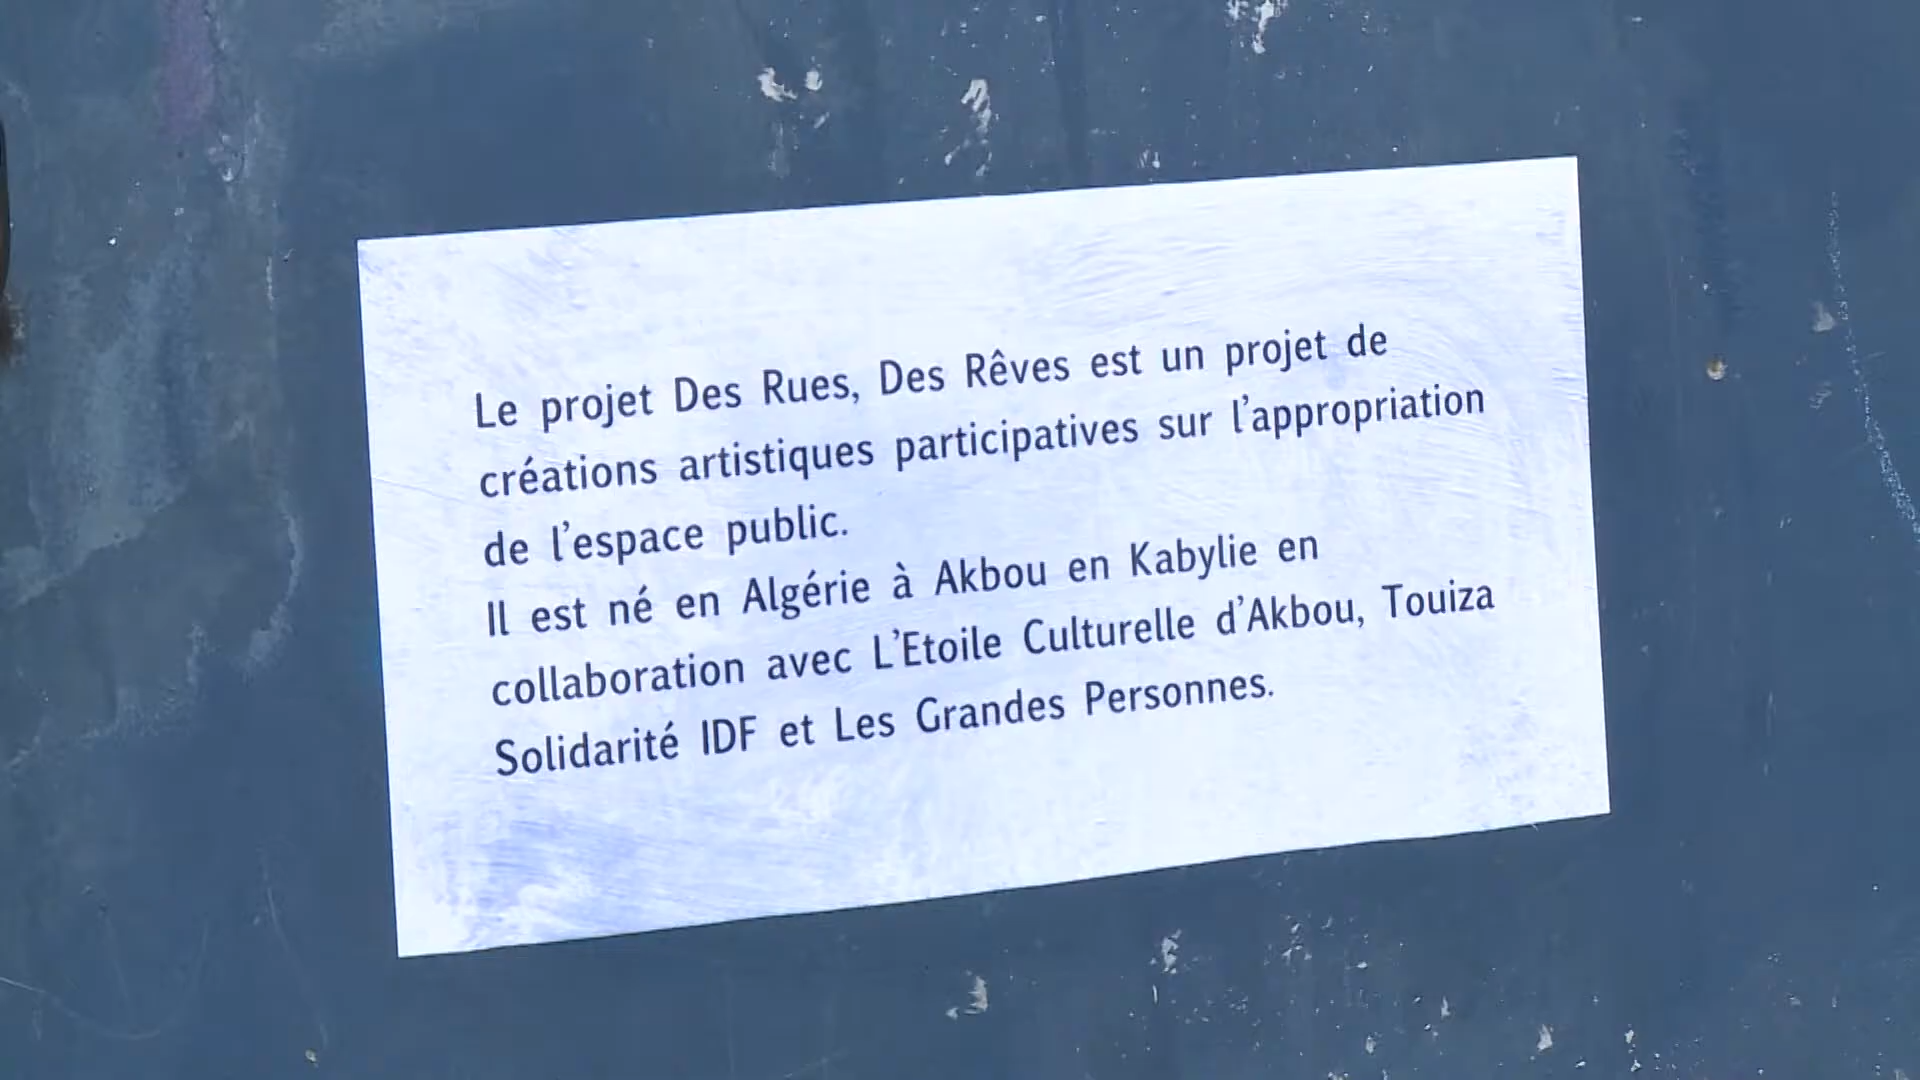 Le projet Des Rues, Des Rêves est un projet de
créations artistiques participatives sur l'appropriation
de l'espace public.
Il est né en Algérie à Akbou en Kabylie en
collaboration avec L'Etoile Culturelle d'Akbou, Touiza
Solidarité IDF et Les Grandes Personnes.